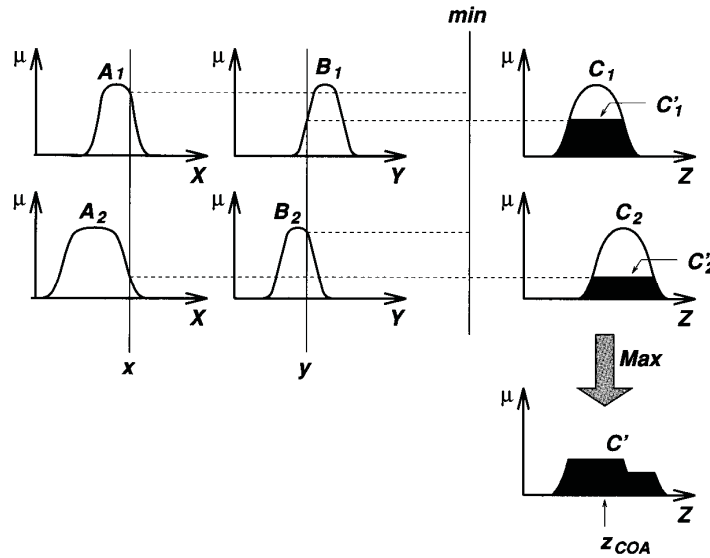 min
μ A1 X
μ B1 Y
μ C1 C'1 Z
μ A2 X
μ B2 Y
μ C2 C'2 Z
x
y
Max
μ C' Z
zCOA